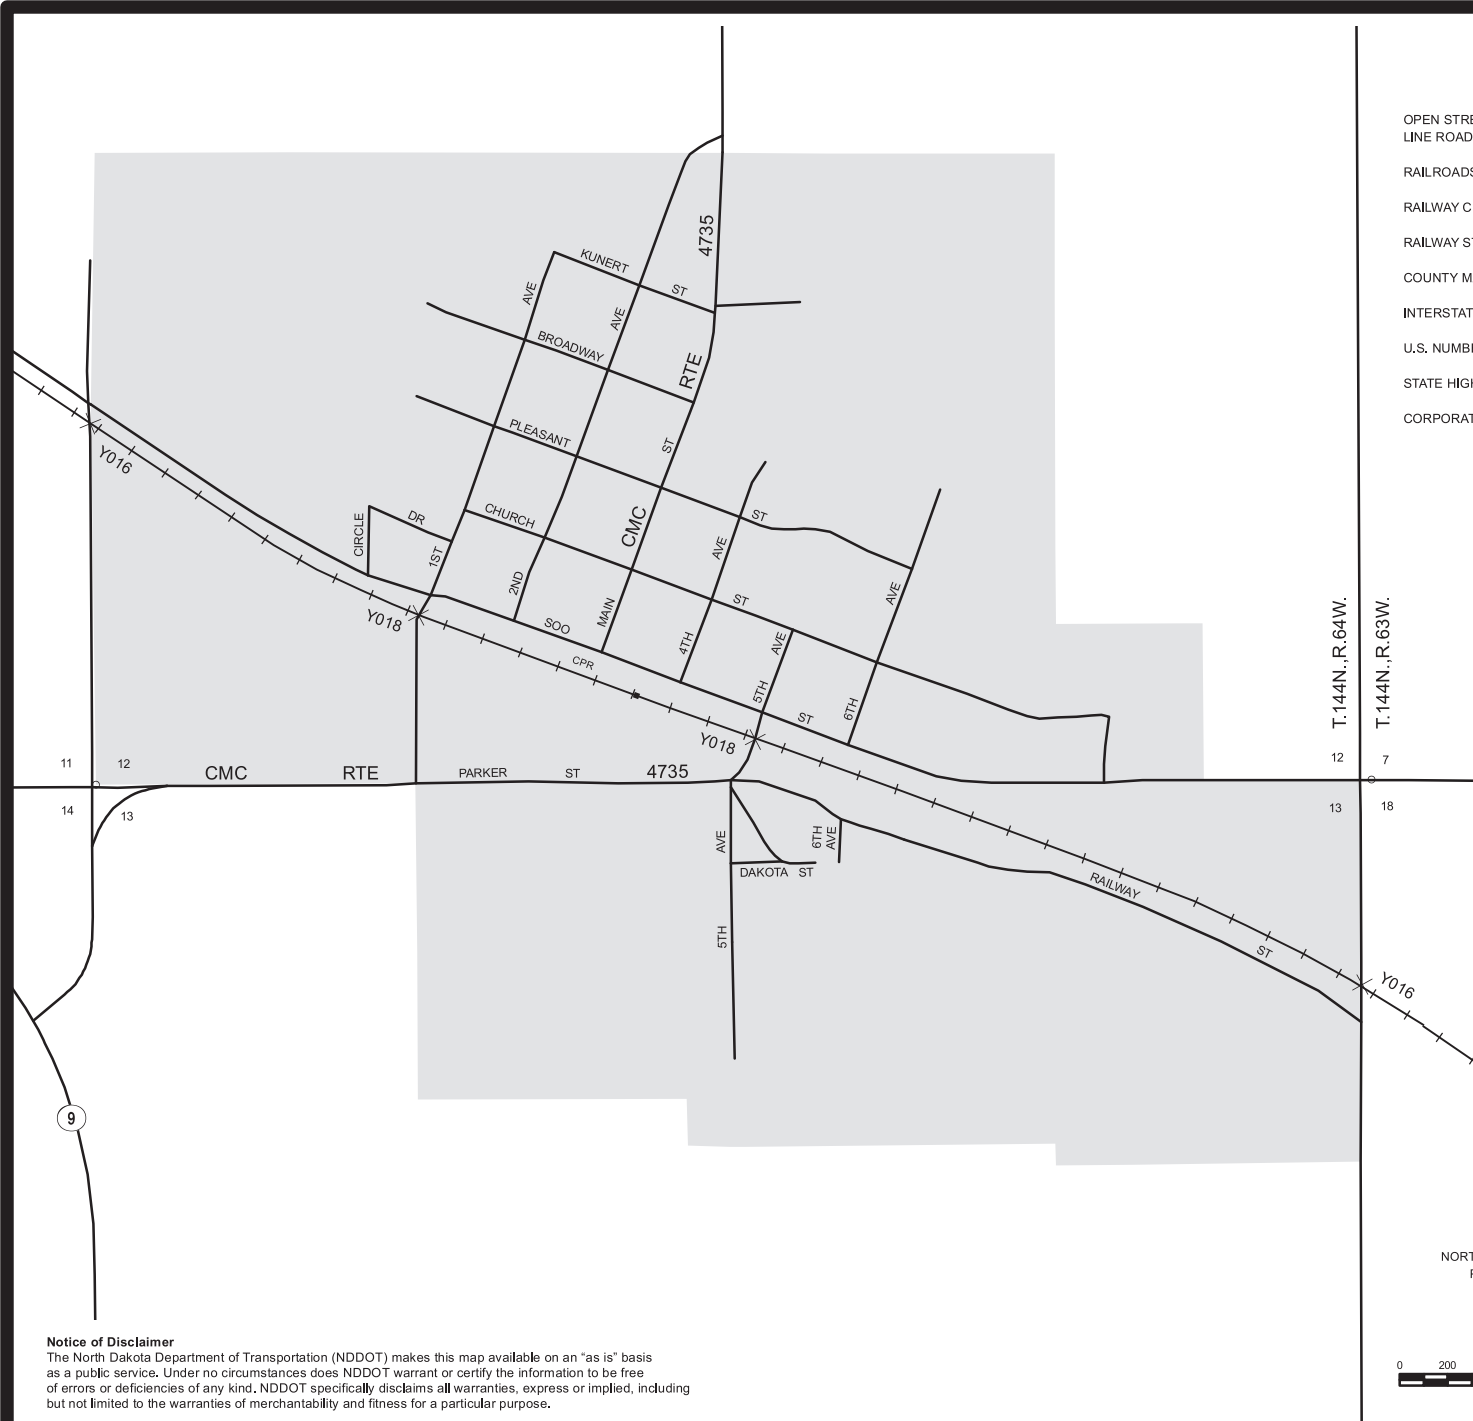 OPEN STRE
LINE ROAD
RAILROADS
RAILWAY C
RAILWAY ST
COUNTY M
INTERSTAT
U.S. NUMBE
STATE HIGH
CORPORAT
4735
KUNERT ST
AVE
AVE
BROADWAY
RTE
PLEASANT ST
ST
Y016
CIRCLE DR
CHURCH ST
CMC
AVE
AVE
1ST
2ND
MAIN
4TH
AVE
5TH
6TH
Y018
SOO ST
CPR
Y018
T.144N.,R.64W.
T.144N.,R.63W.
11 12
CMC RTE PARKER ST 4735
12 7
14 13
13 18
AVE
6TH AVE
DAKOTA ST
5TH
RAILWAY ST
Y016
9
NORT
Notice of Disclaimer
The North Dakota Department of Transportation (NDDOT) makes this map available on an “as is” basis
as a public service. Under no circumstances does NDDOT warrant or certify the information to be free
of errors or deficiencies of any kind. NDDOT specifically disclaims all warranties, express or implied, including
but not limited to the warranties of merchantability and fitness for a particular purpose.
0 200